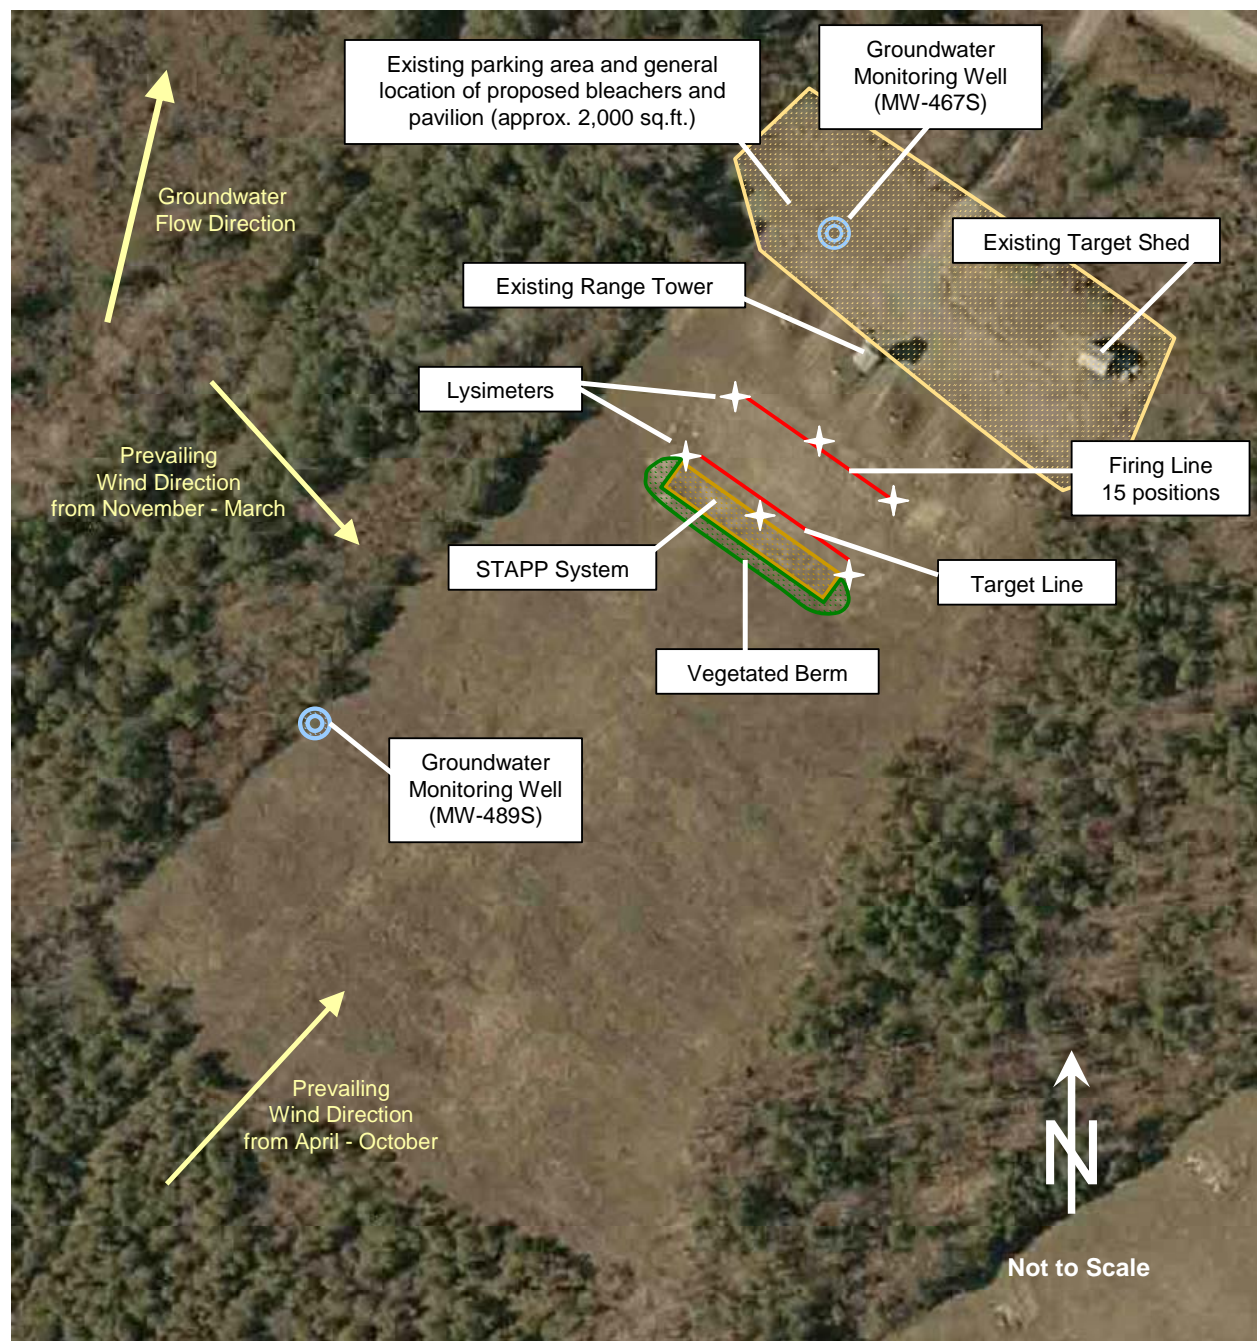 Existing parking area and general
location of proposed bleachers and
pavilion (approx. 2,000 sq.ft.)
Groundwater
Monitoring Well
(MW-467S)
Groundwater
Flow Direction
Existing Target Shed
Existing Range Tower
Lysimeters
Prevailing
Wind Direction
from November - March
Firing Line
15 positions
STAPP System
Target Line
Vegetated Berm
Groundwater
Monitoring Well
(MW-489S)
Prevailing
Wind Direction
from April - October
N
Not to Scale